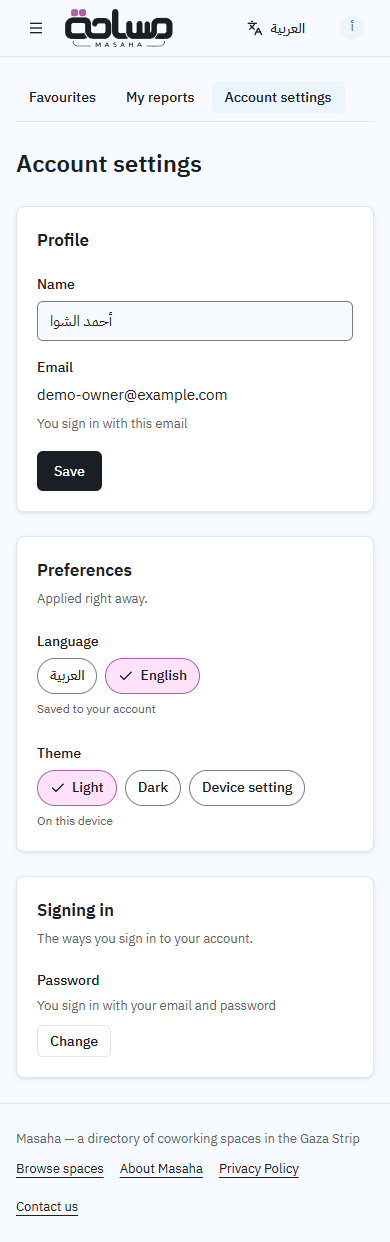 مساحة
MASAHA
العربية
أ
Favourites
My reports
Account settings
Account settings
Profile
Name
أحمد الشوا
Email
demo-owner@example.com
You sign in with this email
Save
Preferences
Applied right away.
Language
العربية
English
Saved to your account
Theme
Light
Dark
Device setting
On this device
Signing in
The ways you sign in to your account.
Password
You sign in with your email and password
Change
Masaha — a directory of coworking spaces in the Gaza Strip
Browse spaces
About Masaha
Privacy Policy
Contact us